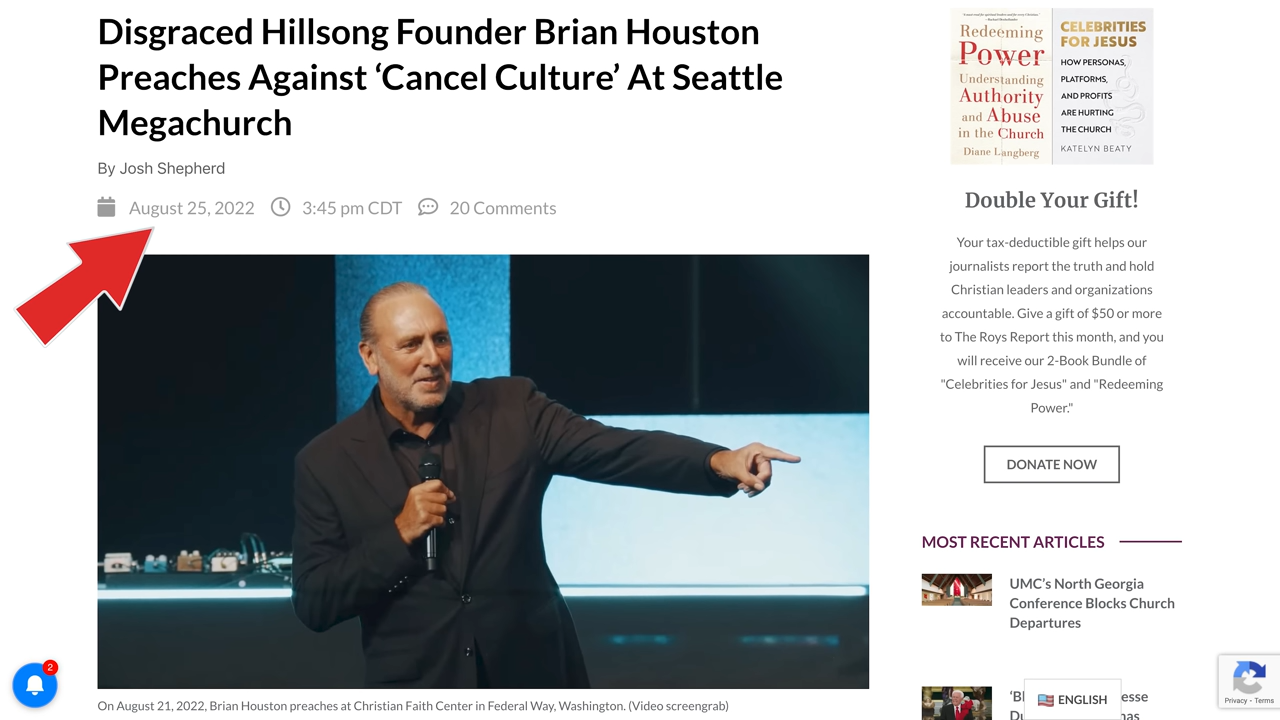 Disgraced Hillsong Founder Brian Houston
Preaches Against ‘Cancel Culture’ At Seattle
Megachurch
By Josh Shepherd
August 25, 2022
3:45 pm CDT
20 Comments
On August 21, 2022, Brian Houston preaches at Christian Faith Center in Federal Way, Washington. (Video screengrab)
Redeeming
Power
Understanding
Authority
and Abuse
in the Church
Diane Langberg
CELEBRITIES
FOR JESUS
HOW PERSONAS,
PLATFORMS,
AND PROFITS
ARE HURTING
THE CHURCH
KATELYN BEATY
Double Your Gift!
Your tax-deductible gift helps our
journalists report the truth and hold
Christian leaders and organizations
accountable. Give a gift of $50 or more
to The Roys Report this month, and you
will receive our 2-Book Bundle of
"Celebrities for Jesus" and "Redeeming
Power."
DONATE NOW
MOST RECENT ARTICLES
UMC’s North Georgia
Conference Blocks Church
Departures
2
ENGLISH
Privacy - Terms